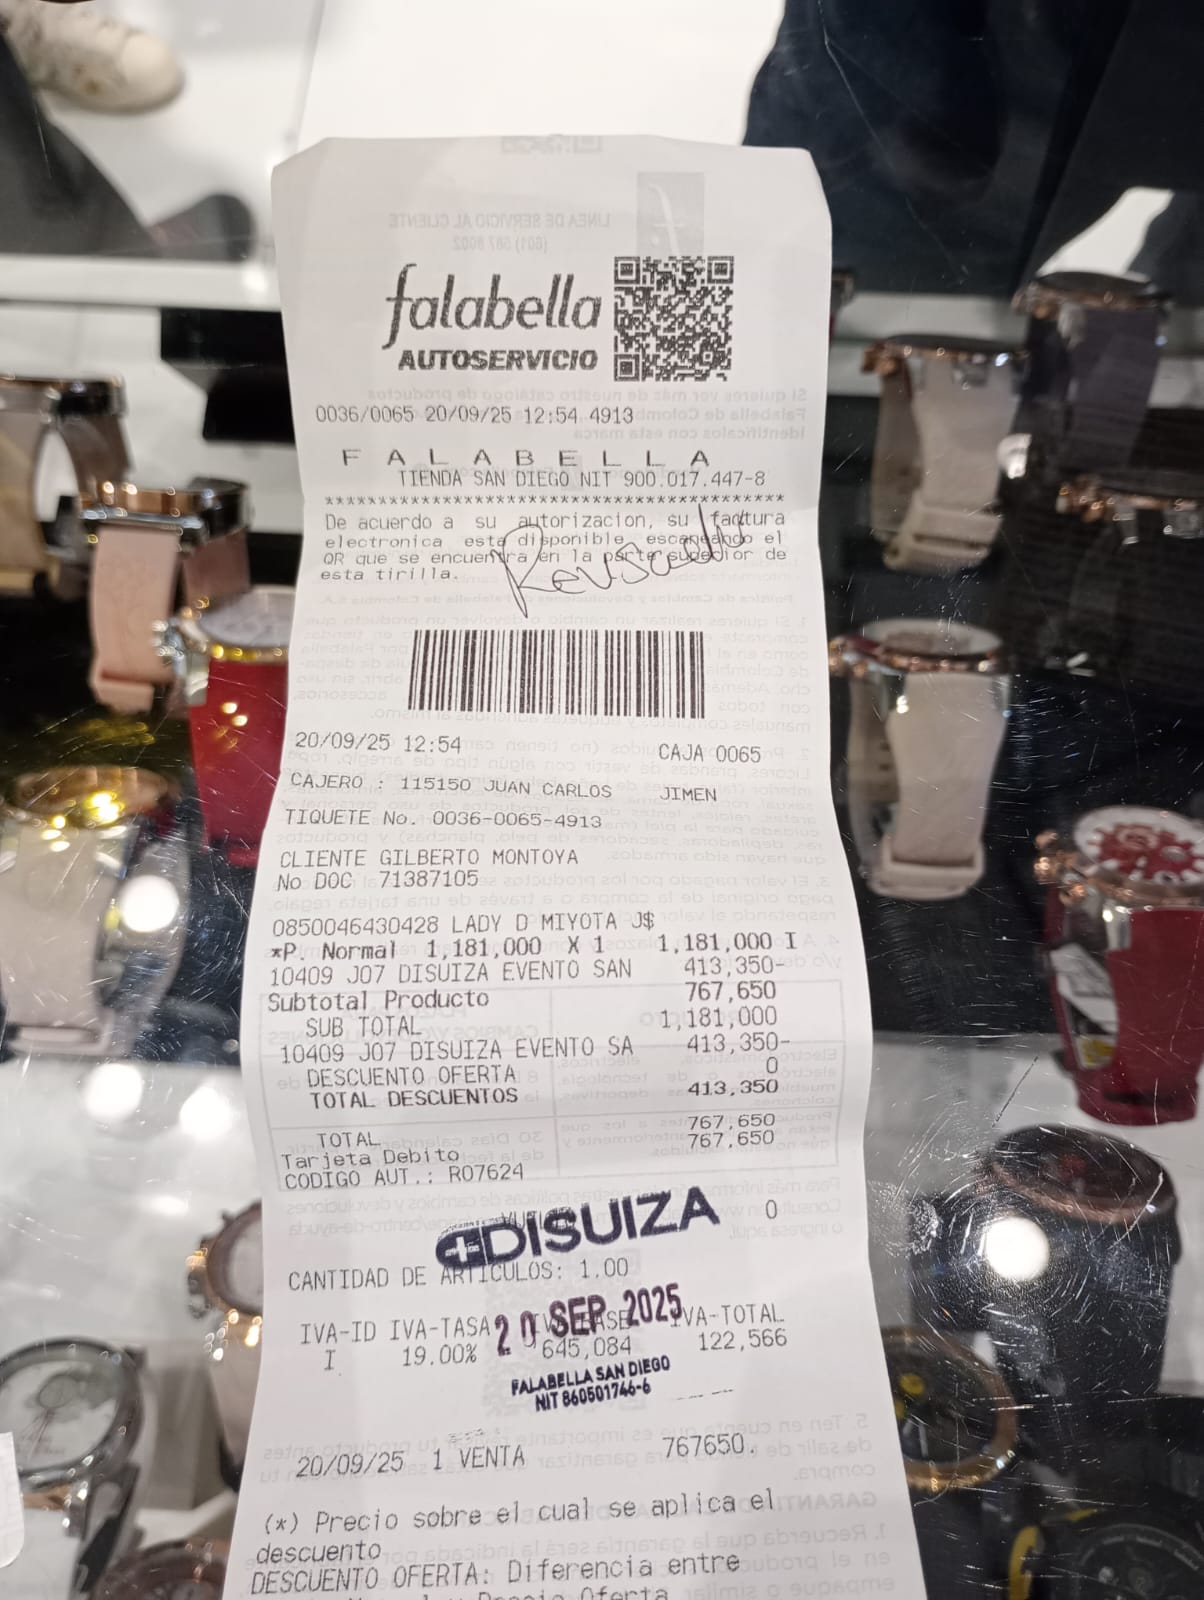 falabella
AUTOSERVICIO
0036/0065 20/09/25 12:54 4913
F A L A B E L L A
TIENDA SAN DIEGO NIT 900.017.447-8
********************************************
De acuerdo a su autorizacion, su factura
electronica esta disponible escaneando el
QR que se encuentra en la parte superior de
esta tirilla.
Revisado
20/09/25 12:54 CAJA 0065
CAJERO : 115150 JUAN CARLOS JIMEN
TIQUETE No. 0036-0065-4913
CLIENTE GILBERTO MONTOYA
No DOC 71387105
0850046430428 LADY D MIYOTA J$
*P. Normal 1,181,000 X 1 1,181,000 I
10409 J07 DISUIZA EVENTO SAN 413,350-
Subtotal Producto 767,650
SUB TOTAL 1,181,000
10409 J07 DISUIZA EVENTO SA 413,350-
DESCUENTO OFERTA 0
TOTAL DESCUENTOS 413,350
TOTAL 767,650
Tarjeta Debito 767,650
CODIGO AUT.: R07624
0
DISUIZA
CANTIDAD DE ARTICULOS: 1.00
20 SEP 2025
IVA-ID IVA-TASA IVA-BASE IVA-TOTAL
I 19.00% 645,084 122,566
FALABELLA SAN DIEGO
NIT 860501746-6
20/09/25 1 VENTA 767650.
(*) Precio sobre el cual se aplica el
descuento
DESCUENTO OFERTA: Diferencia entre
Oferta